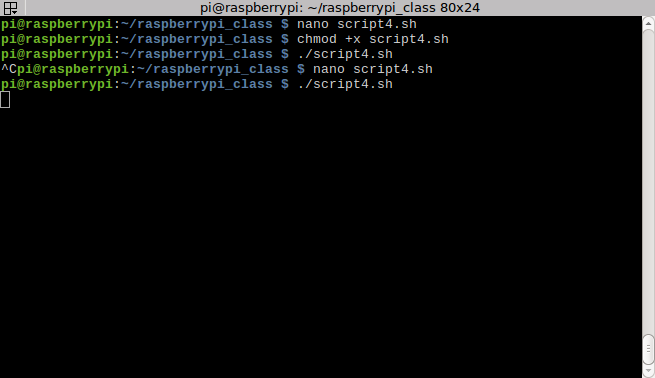 pi@raspberrypi: ~/raspberrypi_class 80x24
pi@raspberrypi:~/raspberrypi_class $ nano script4.sh
pi@raspberrypi:~/raspberrypi_class $ chmod +x script4.sh
pi@raspberrypi:~/raspberrypi_class $ ./script4.sh
^Cpi@raspberrypi:~/raspberrypi_class $ nano script4.sh
pi@raspberrypi:~/raspberrypi_class $ ./script4.sh